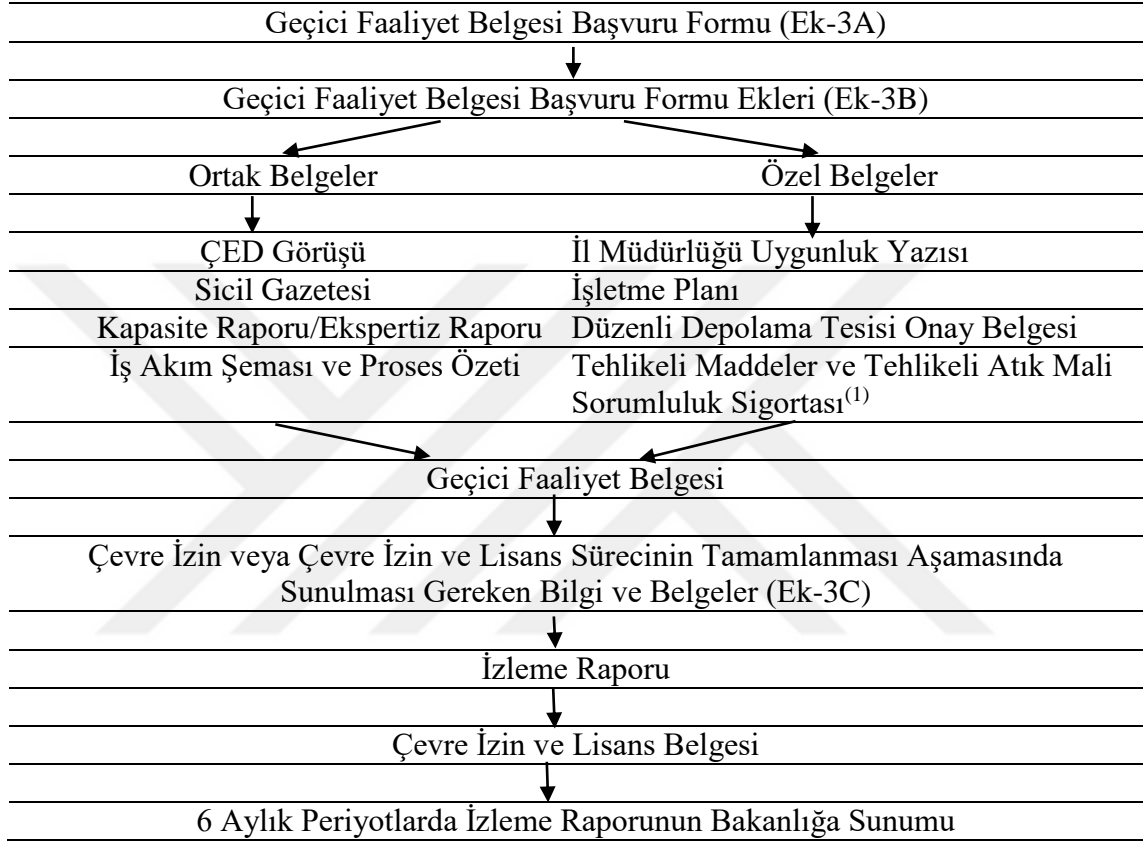 Geçici Faaliyet Belgesi Başvuru Formu (Ek-3A)
Geçici Faaliyet Belgesi Başvuru Formu Ekleri (Ek-3B)
Ortak Belgeler
Özel Belgeler
ÇED Görüşü
İl Müdürlüğü Uygunluk Yazısı
Sicil Gazetesi
İşletme Planı
Kapasite Raporu/Ekspertiz Raporu
Düzenli Depolama Tesisi Onay Belgesi
İş Akım Şeması ve Proses Özeti
Tehlikeli Maddeler ve Tehlikeli Atık Mali
Sorumluluk Sigortası(1)
Geçici Faaliyet Belgesi
Çevre İzin veya Çevre İzin ve Lisans Sürecinin Tamamlanması Aşamasında
Sunulması Gereken Bilgi ve Belgeler (Ek-3C)
İzleme Raporu
Çevre İzin ve Lisans Belgesi
6 Aylık Periyotlarda İzleme Raporunun Bakanlığa Sunumu